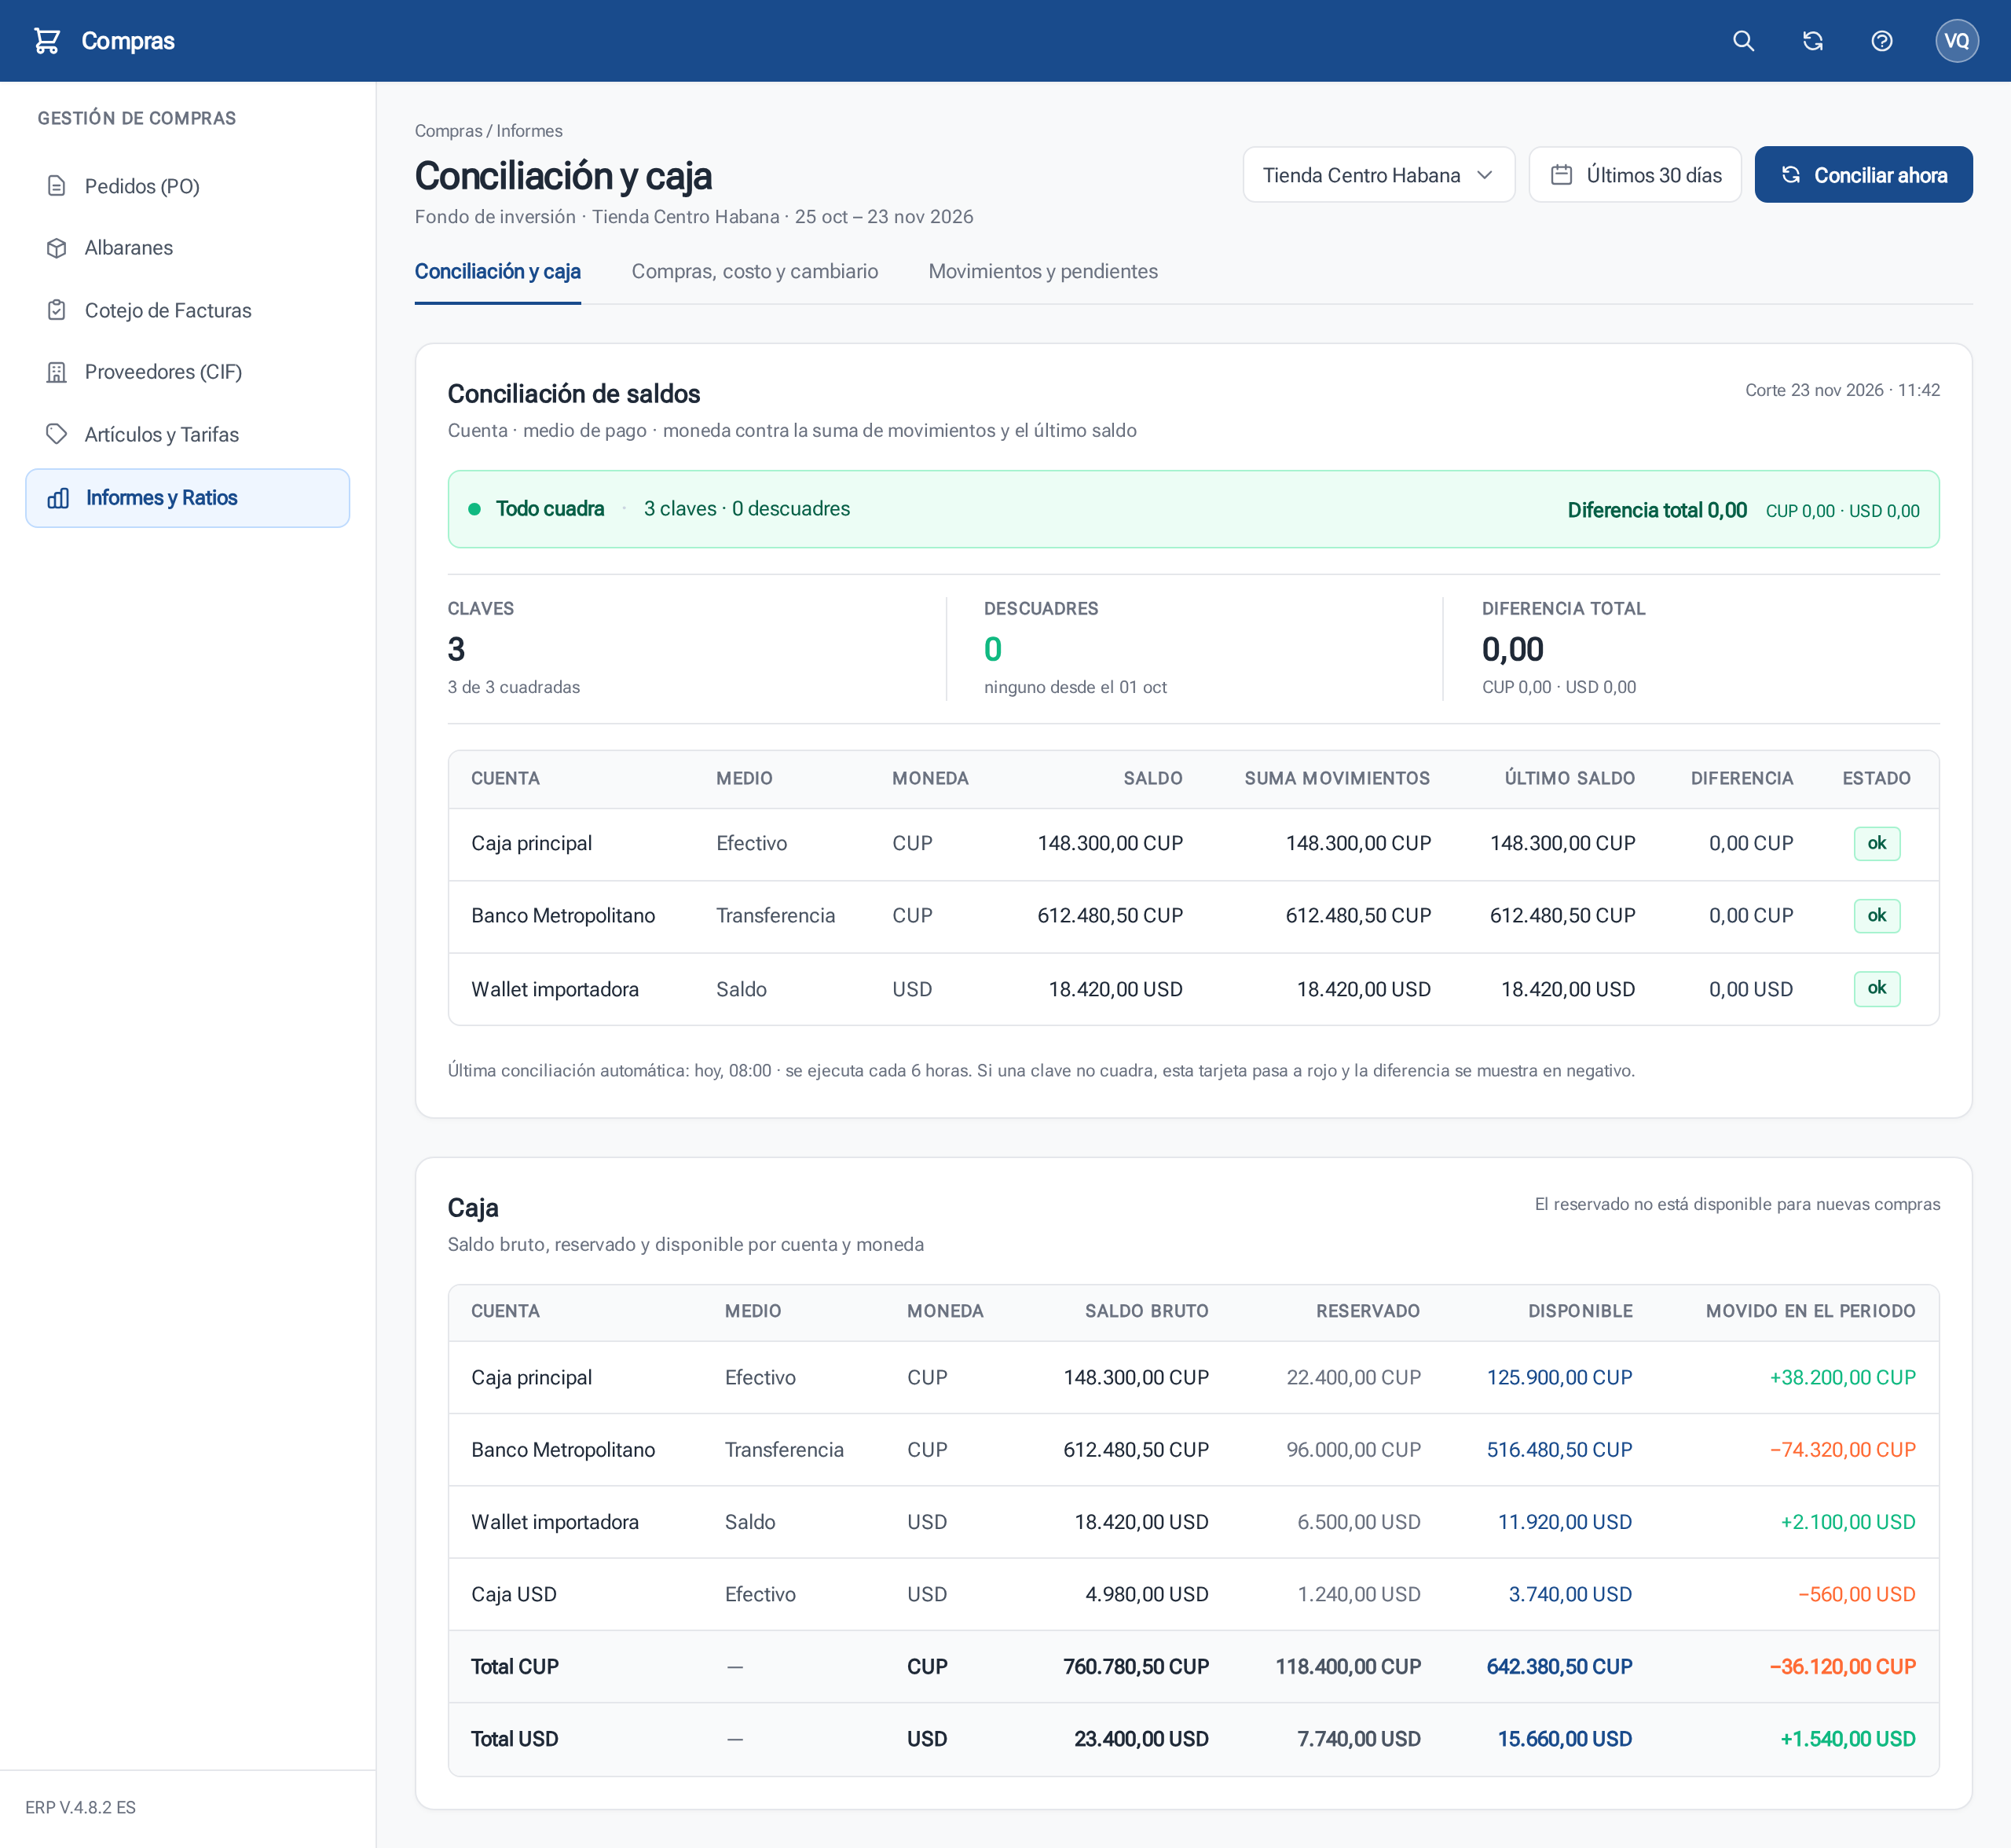 Compras
VQ
GESTIÓN DE COMPRAS
Pedidos (PO)
Albaranes
Cotejo de Facturas
Proveedores (CIF)
Artículos y Tarifas
Informes y Ratios
ERP V.4.8.2 ES
Compras / Informes
Conciliación y caja
Fondo de inversión · Tienda Centro Habana · 25 oct – 23 nov 2026
Tienda Centro Habana
Últimos 30 días
Conciliar ahora
Conciliación y caja
Compras, costo y cambiario
Movimientos y pendientes
Conciliación de saldos
Corte 23 nov 2026 · 11:42
Cuenta · medio de pago · moneda contra la suma de movimientos y el último saldo
Todo cuadra · 3 claves · 0 descuadres
Diferencia total 0,00 CUP 0,00 · USD 0,00
CLAVES
3
3 de 3 cuadradas
DESCUADRES
0
ninguno desde el 01 oct
DIFERENCIA TOTAL
0,00
CUP 0,00 · USD 0,00
CUENTA MEDIO MONEDA SALDO SUMA MOVIMIENTOS ÚLTIMO SALDO DIFERENCIA ESTADO
Caja principal Efectivo CUP 148.300,00 CUP 148.300,00 CUP 148.300,00 CUP 0,00 CUP ok
Banco Metropolitano Transferencia CUP 612.480,50 CUP 612.480,50 CUP 612.480,50 CUP 0,00 CUP ok
Wallet importadora Saldo USD 18.420,00 USD 18.420,00 USD 18.420,00 USD 0,00 USD ok
Última conciliación automática: hoy, 08:00 · se ejecuta cada 6 horas. Si una clave no cuadra, esta tarjeta pasa a rojo y la diferencia se muestra en negativo.
Caja
El reservado no está disponible para nuevas compras
Saldo bruto, reservado y disponible por cuenta y moneda
CUENTA MEDIO MONEDA SALDO BRUTO RESERVADO DISPONIBLE MOVIDO EN EL PERIODO
Caja principal Efectivo CUP 148.300,00 CUP 22.400,00 CUP 125.900,00 CUP +38.200,00 CUP
Banco Metropolitano Transferencia CUP 612.480,50 CUP 96.000,00 CUP 516.480,50 CUP −74.320,00 CUP
Wallet importadora Saldo USD 18.420,00 USD 6.500,00 USD 11.920,00 USD +2.100,00 USD
Caja USD Efectivo USD 4.980,00 USD 1.240,00 USD 3.740,00 USD −560,00 USD
Total CUP — CUP 760.780,50 CUP 118.400,00 CUP 642.380,50 CUP −36.120,00 CUP
Total USD — USD 23.400,00 USD 7.740,00 USD 15.660,00 USD +1.540,00 USD